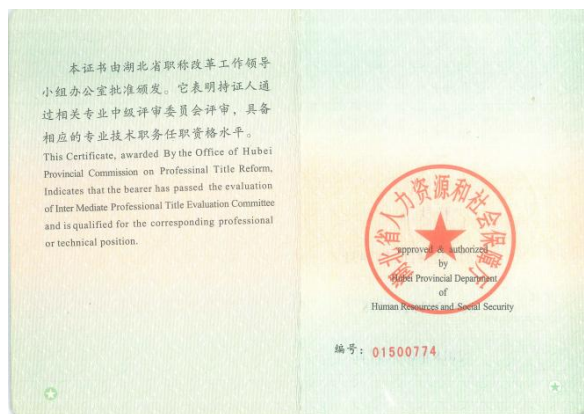 本证书由湖北省职称改革工作领导
小组办公室批准颁发。它表明持证人通
过相关专业中级评审委员会评审，具备
相应的专业技术职务任职资格水平。
This Certificate, awarded By the Office of Hubei
Provincial Commission on Professinal Title Reform,
Indicates that the bearer has passed the evaluation
of Inter Mediate Professional Title Evaluation Committee
and is qualified for the corresponding professional
or technical position.
湖北省人力资源和社会保障厅
approved & authorized
by
Hubei Provincial Department
of
Human Resources and Social Security
编号：01500774